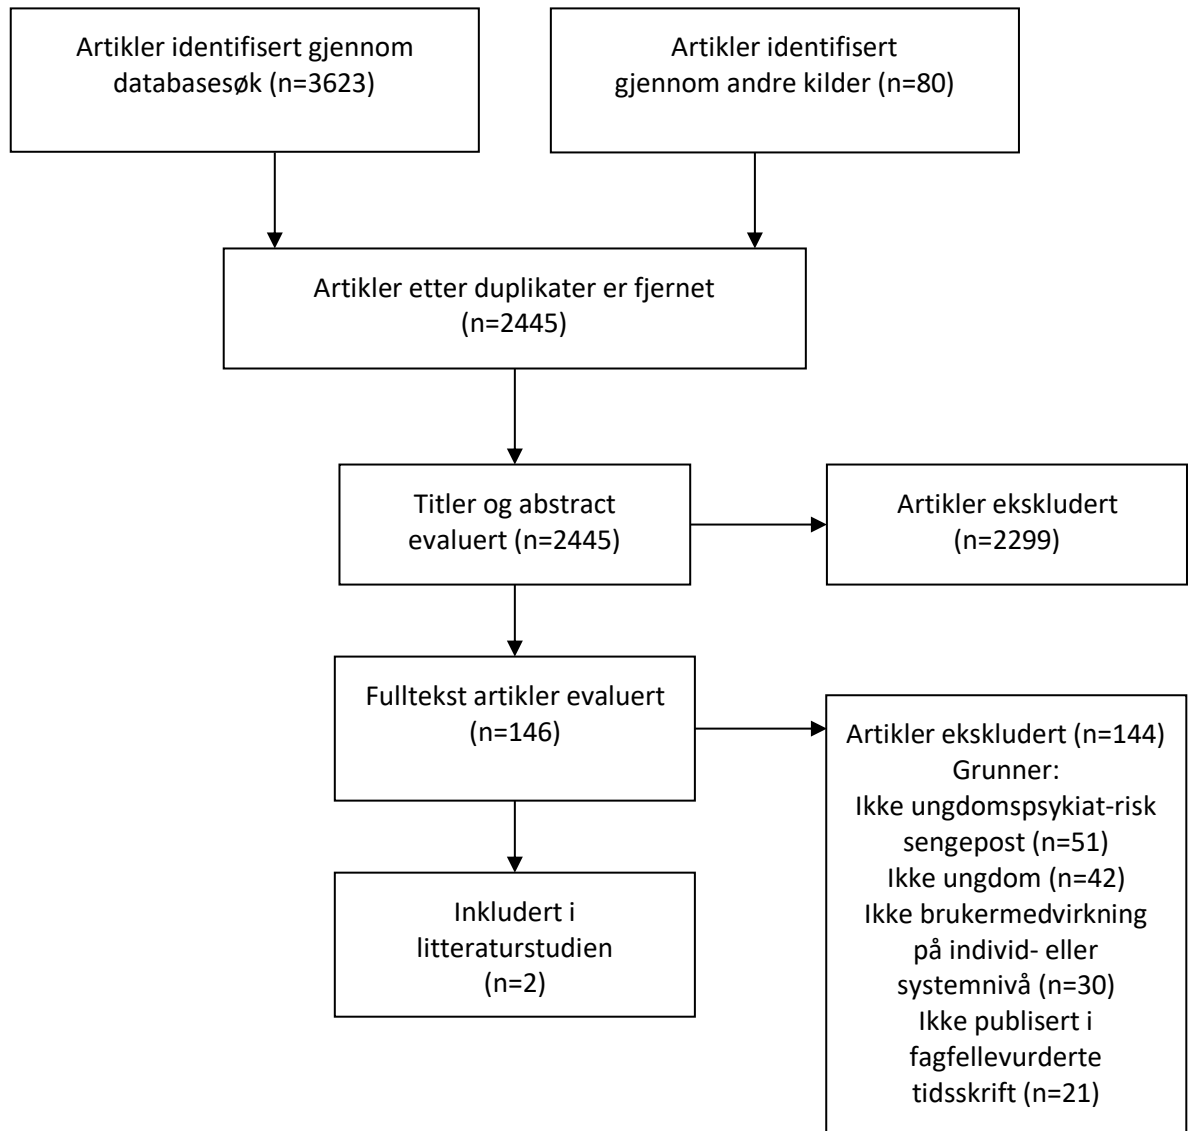 Artikler identifisert gjennom
databasesøk (n=3623)
Artikler identifisert
gjennom andre kilder (n=80)
Artikler etter duplikater er fjernet
(n=2445)
Titler og abstract
evaluert (n=2445)
Artikler ekskludert
(n=2299)
Fulltekst artikler evaluert
(n=146)
Artikler ekskludert (n=144)
Grunner:
Ikke ungdomspsykiat-risk
sengepost (n=51)
Ikke ungdom (n=42)
Ikke brukermedvirkning
på individ- eller
systemnivå (n=30)
Ikke publisert i
fagfellevurderte
tidsskrift (n=21)
Inkludert i
litteraturstudien
(n=2)